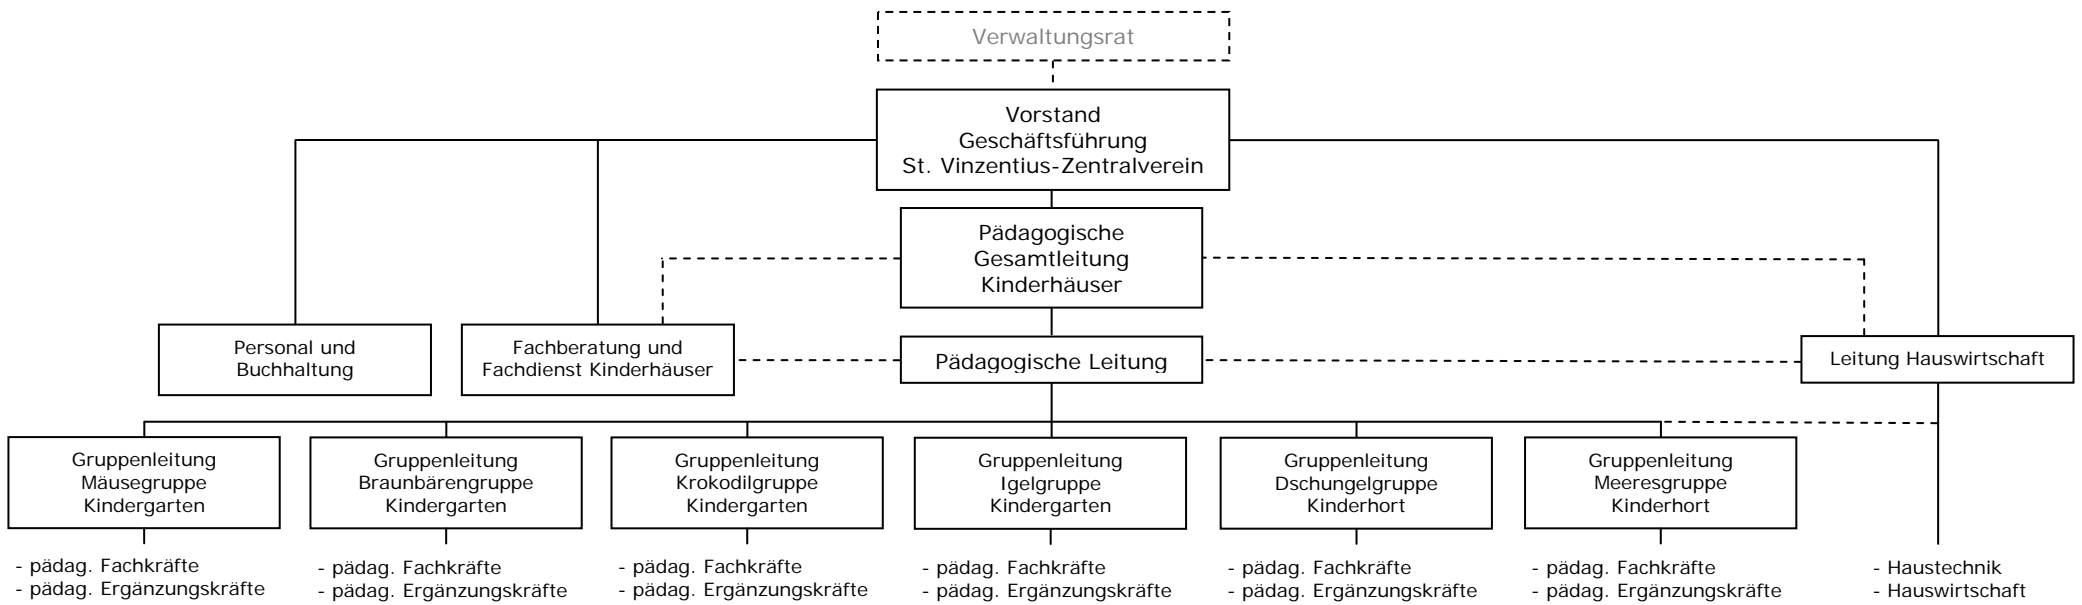 Verwaltungsrat
Vorstand
Geschäftsführung
St. Vinzentius-Zentralverein
Pädagogische
Gesamtleitung
Kinderhäuser
Personal und
Buchhaltung
Fachberatung und
Fachdienst Kinderhäuser
Pädagogische Leitung
Leitung Hauswirtschaft
Gruppenleitung
Mäusegruppe
Kindergarten
Gruppenleitung
Braunbärengruppe
Kindergarten
Gruppenleitung
Krokodilgruppe
Kindergarten
Gruppenleitung
Igelgruppe
Kindergarten
Gruppenleitung
Dschungelgruppe
Kinderhort
Gruppenleitung
Meeresgruppe
Kinderhort
- pädag. Fachkräfte
- pädag. Ergänzungskräfte
- pädag. Fachkräfte
- pädag. Ergänzungskräfte
- pädag. Fachkräfte
- pädag. Ergänzungskräfte
- pädag. Fachkräfte
- pädag. Ergänzungskräfte
- pädag. Fachkräfte
- pädag. Ergänzungskräfte
- pädag. Fachkräfte
- pädag. Ergänzungskräfte
- Haustechnik
- Hauswirtschaft